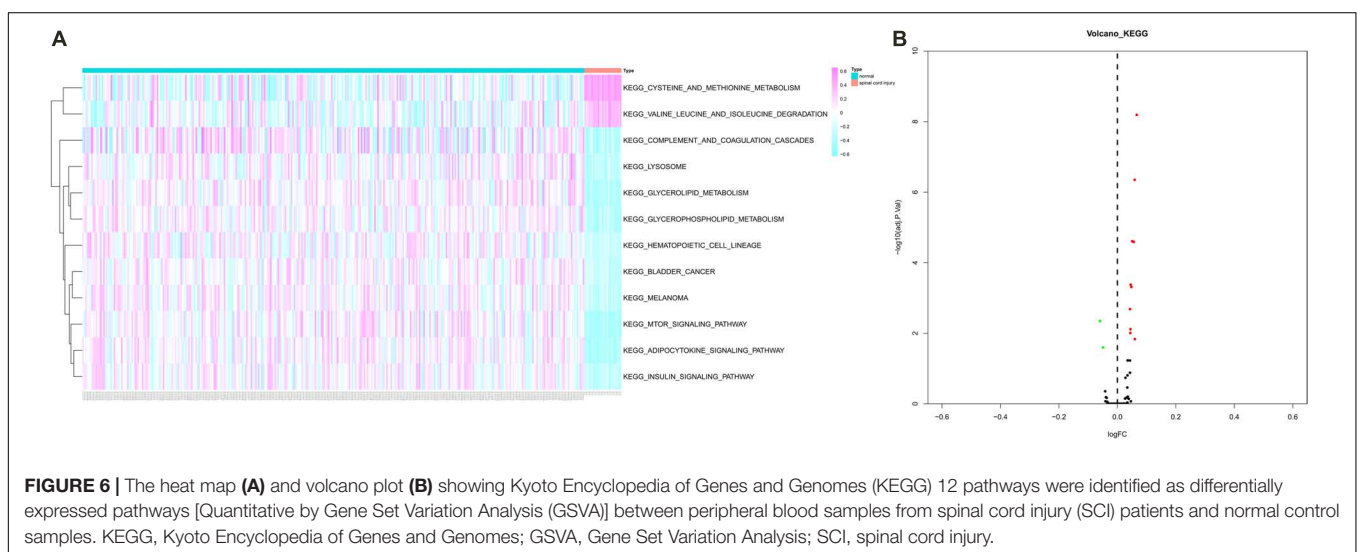 A
Type
KEGG_CYSTEINE_AND_METHIONINE_METABOLISM
KEGG_VALINE_LEUCINE_AND_ISOLEUCINE_DEGRADATION
KEGG_COMPLEMENT_AND_COAGULATION_CASCADES
KEGG_LYSOSOME
KEGG_GLYCEROLIPID_METABOLISM
KEGG_GLYCEROPHOSPHOLIPID_METABOLISM
KEGG_HEMATOPOIETIC_CELL_LINEAGE
KEGG_BLADDER_CANCER
KEGG_MELANOMA
KEGG_MTOR_SIGNALING_PATHWAY
KEGG_ADIPOCYTOKINE_SIGNALING_PATHWAY
KEGG_INSULIN_SIGNALING_PATHWAY
0.6
0.4
0.2
0
−0.2
−0.4
−0.6
Type
normal
spinal cord injury
B
Volcano_KEGG
−log10(adj.P.Val)
10
8
6
4
2
0
−0.6 −0.4 −0.2 0.0 0.2 0.4 0.6
logFC
FIGURE 6 | The heat map (A) and volcano plot (B) showing Kyoto Encyclopedia of Genes and Genomes (KEGG) 12 pathways were identified as differentially
expressed pathways [Quantitative by Gene Set Variation Analysis (GSVA)] between peripheral blood samples from spinal cord injury (SCI) patients and normal control
samples. KEGG, Kyoto Encyclopedia of Genes and Genomes; GSVA, Gene Set Variation Analysis; SCI, spinal cord injury.